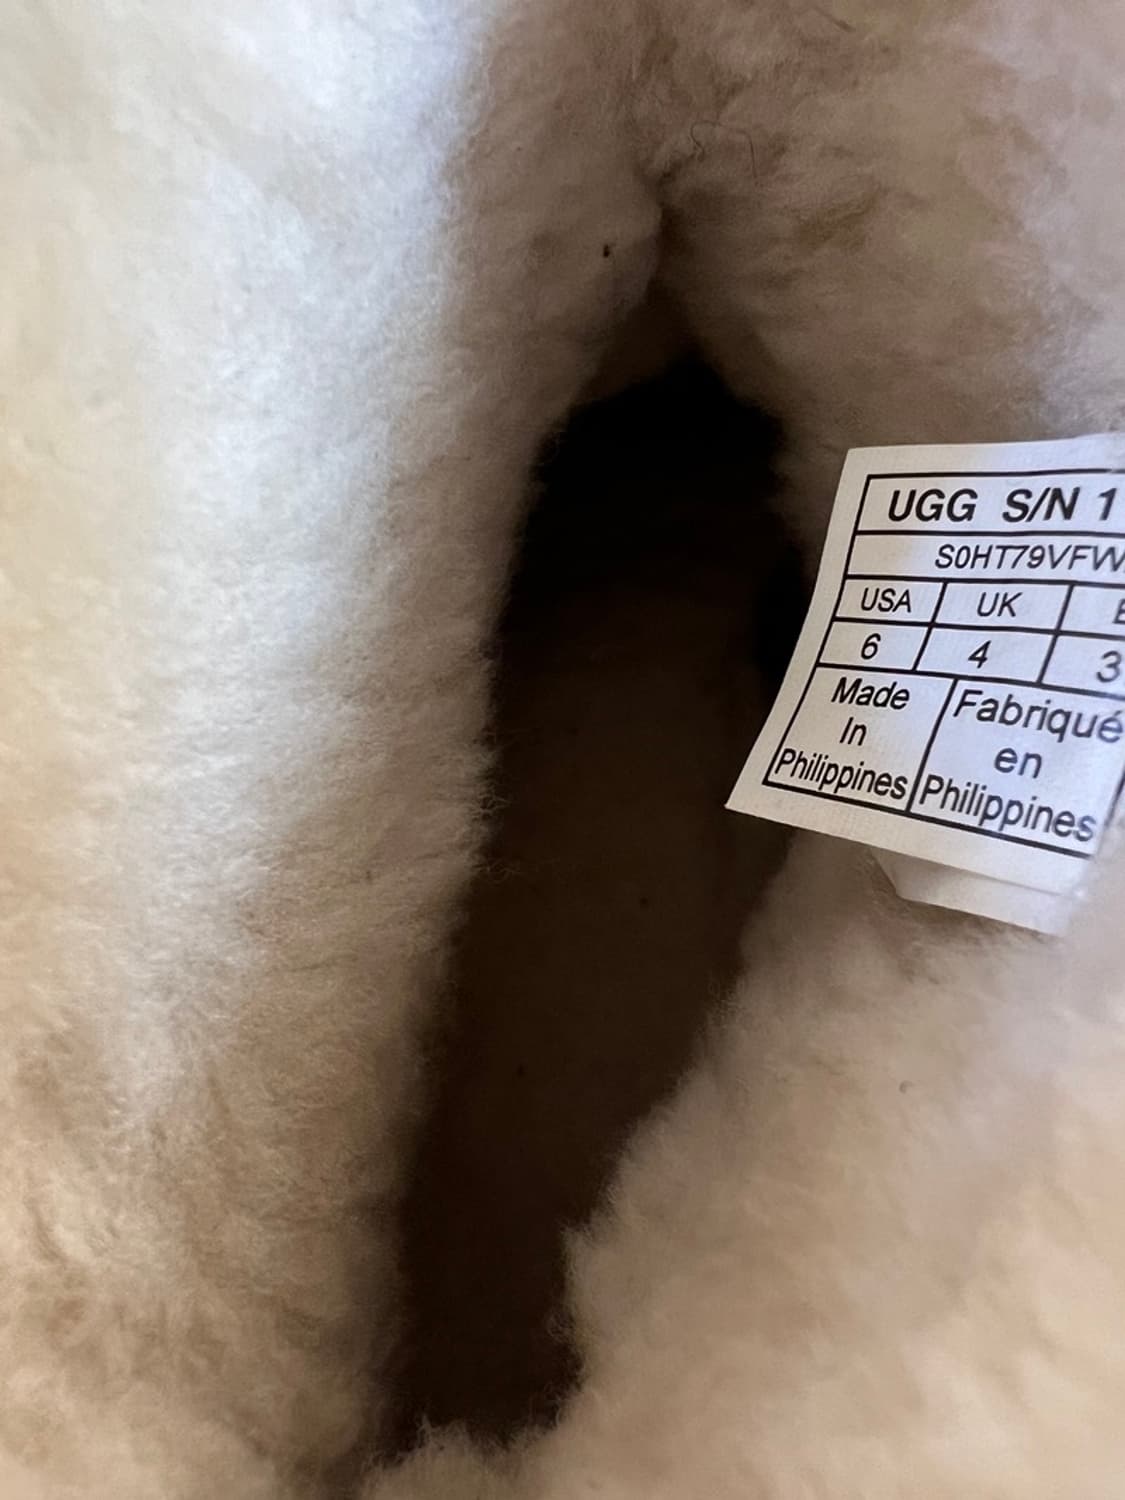 UGG S/N 1
S0HT79VFW
USA UK E
6 4 3
Made In Philippines
Fabriqué en Philippines